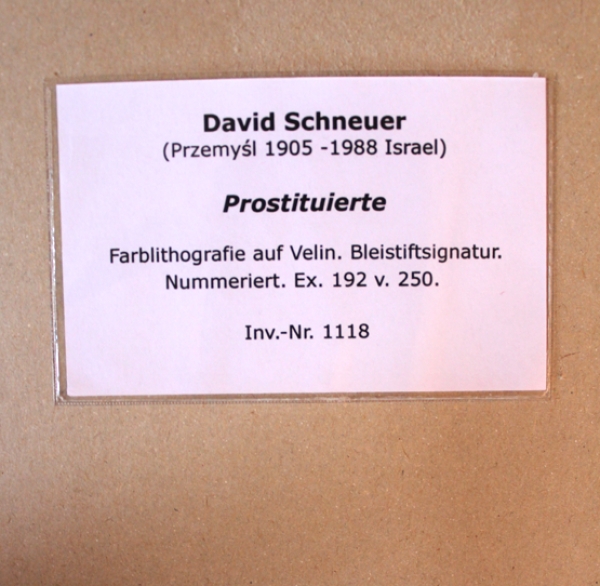 David Schneuer
(Przemyśl 1905 -1988 Israel)
Prostituierte
Farblithografie auf Velin. Bleistiftsignatur.
Nummeriert. Ex. 192 v. 250.
Inv.-Nr. 1118